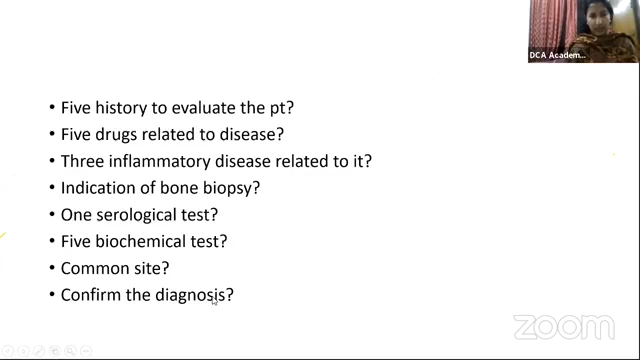 DCA Academ...
• Five history to evaluate the pt?
• Five drugs related to disease?
• Three inflammatory disease related to it?
• Indication of bone biopsy?
• One serological test?
• Five biochemical test?
• Common site?
• Confirm the diagnosis?
zoom